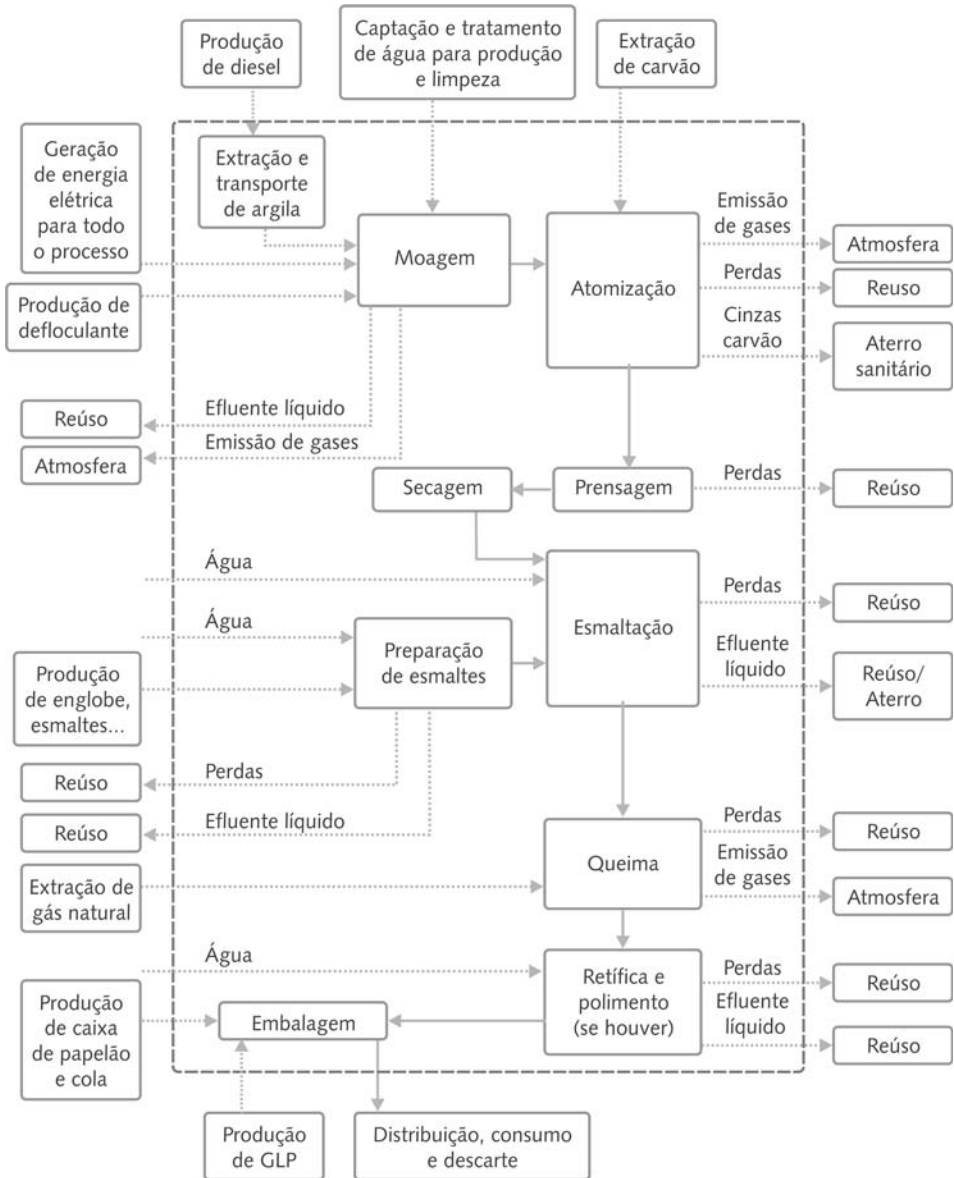 Produção
de diesel
Captação e tratamento
de água para produção
e limpeza
Extração
de carvão
Geração
de energia
elétrica
para todo
o processo
Extração e
transporte
de argila
Moagem
Atomização
Emissão
de gases
Atmosfera
Perdas
Reuso
Cinzas
carvão
Aterro
sanitário
Produção de
defloculante
Reúso
Efluente líquido
Atmosfera
Emissão de gases
Secagem
Prensagem
Perdas
Reúso
Água
Esmaltação
Perdas
Reúso
Água
Preparação
de esmaltes
Efluente
líquido
Reúso/
Aterro
Produção
de englobe,
esmaltes...
Reúso
Perdas
Reúso
Efluente líquido
Queima
Perdas
Reúso
Emissão
de gases
Atmosfera
Extração de
gás natural
Água
Retífica e
polimento
(se houver)
Perdas
Reúso
Efluente
líquido
Reúso
Produção
de caixa
de papelão
e cola
Embalagem
Produção
de GLP
Distribuição, consumo
e descarte